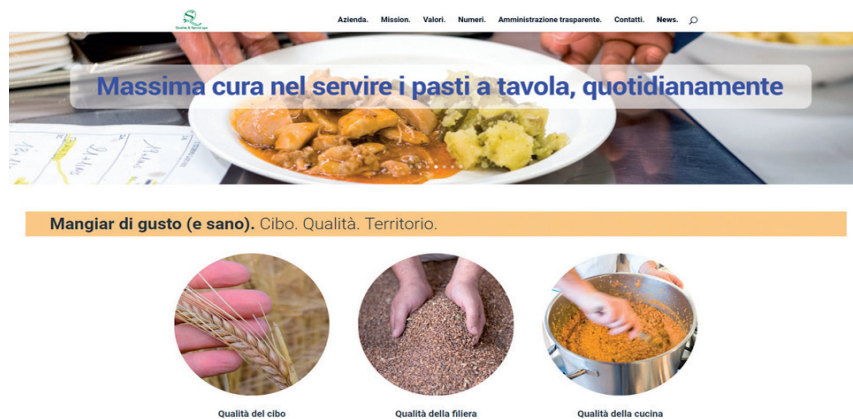 Azienda. Mission. Valori. Numeri. Amministrazione trasparente. Contatti. News.
Massima cura nel servire i pasti a tavola, quotidianamente
Mangiar di gusto (e sano). Cibo. Qualità. Territorio.
Qualità del cibo Qualità della filiera Qualità della cucina